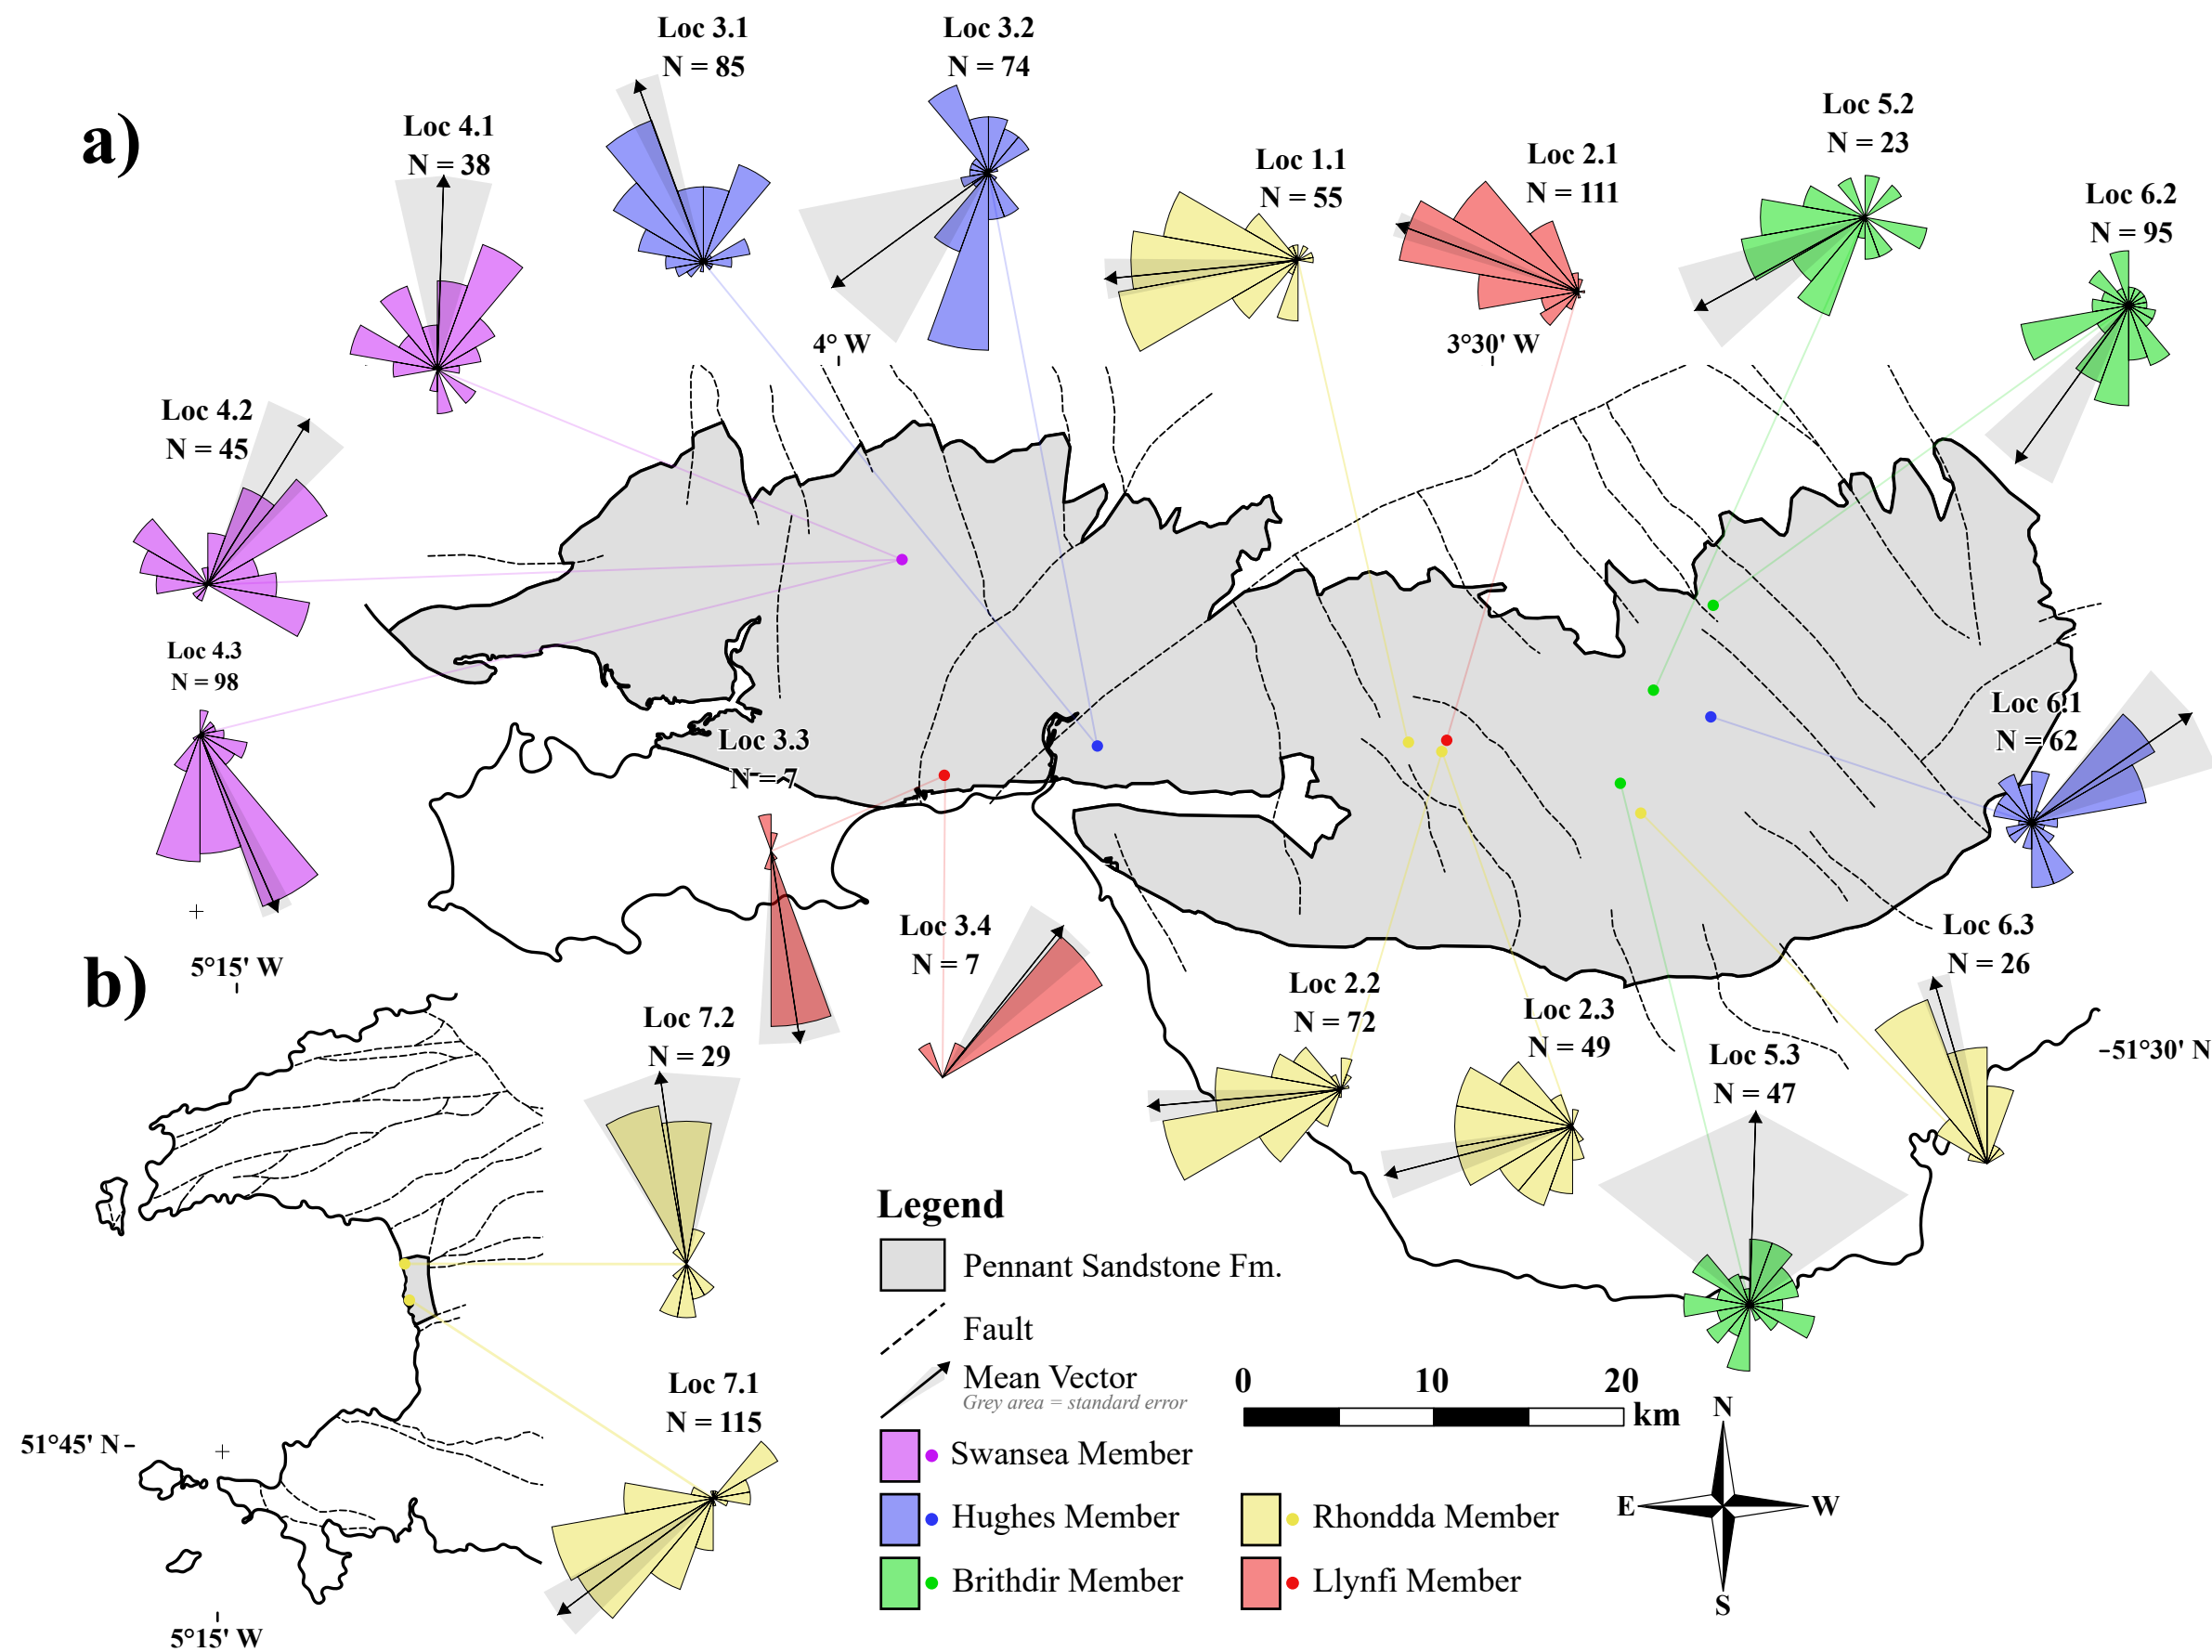 a)
Loc 3.1
N = 85
Loc 3.2
N = 74
Loc 4.1
N = 38
Loc 1.1
N = 55
Loc 2.1
N = 111
Loc 5.2
N = 23
Loc 6.2
N = 95
4° W
3°30' W
Loc 4.2
N = 45
Loc 4.3
N = 98
Loc 3.3
N = 7
Loc 6.1
N = 62
Loc 3.4
N = 7
Loc 6.3
N = 26
Loc 2.2
N = 72
Loc 2.3
N = 49
Loc 5.3
N = 47
51°30' N
b)
5°15' W
Loc 7.2
N = 29
Loc 7.1
N = 115
51°45' N
5°15' W
Legend
Pennant Sandstone Fm.
Fault
Mean Vector
Grey area = standard error
Swansea Member
Hughes Member
Brithdir Member
Rhondda Member
Llynfi Member
0 10 20
km
N
E W
S